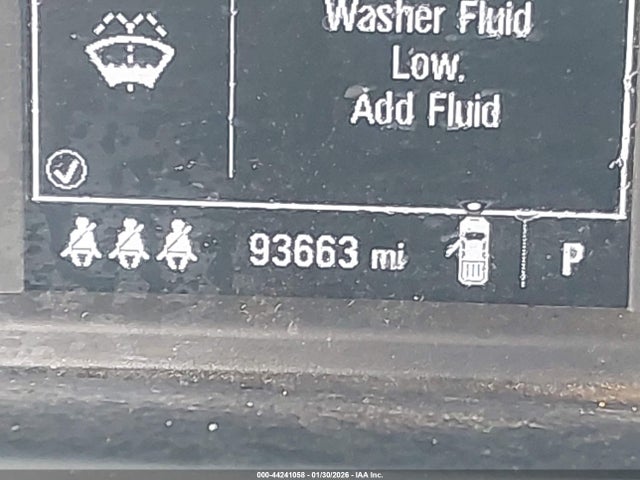 Washer Fluid
Low.
Add Fluid
93663 mi
P
000-44241058 - 01/30/2026 - IAA Inc.